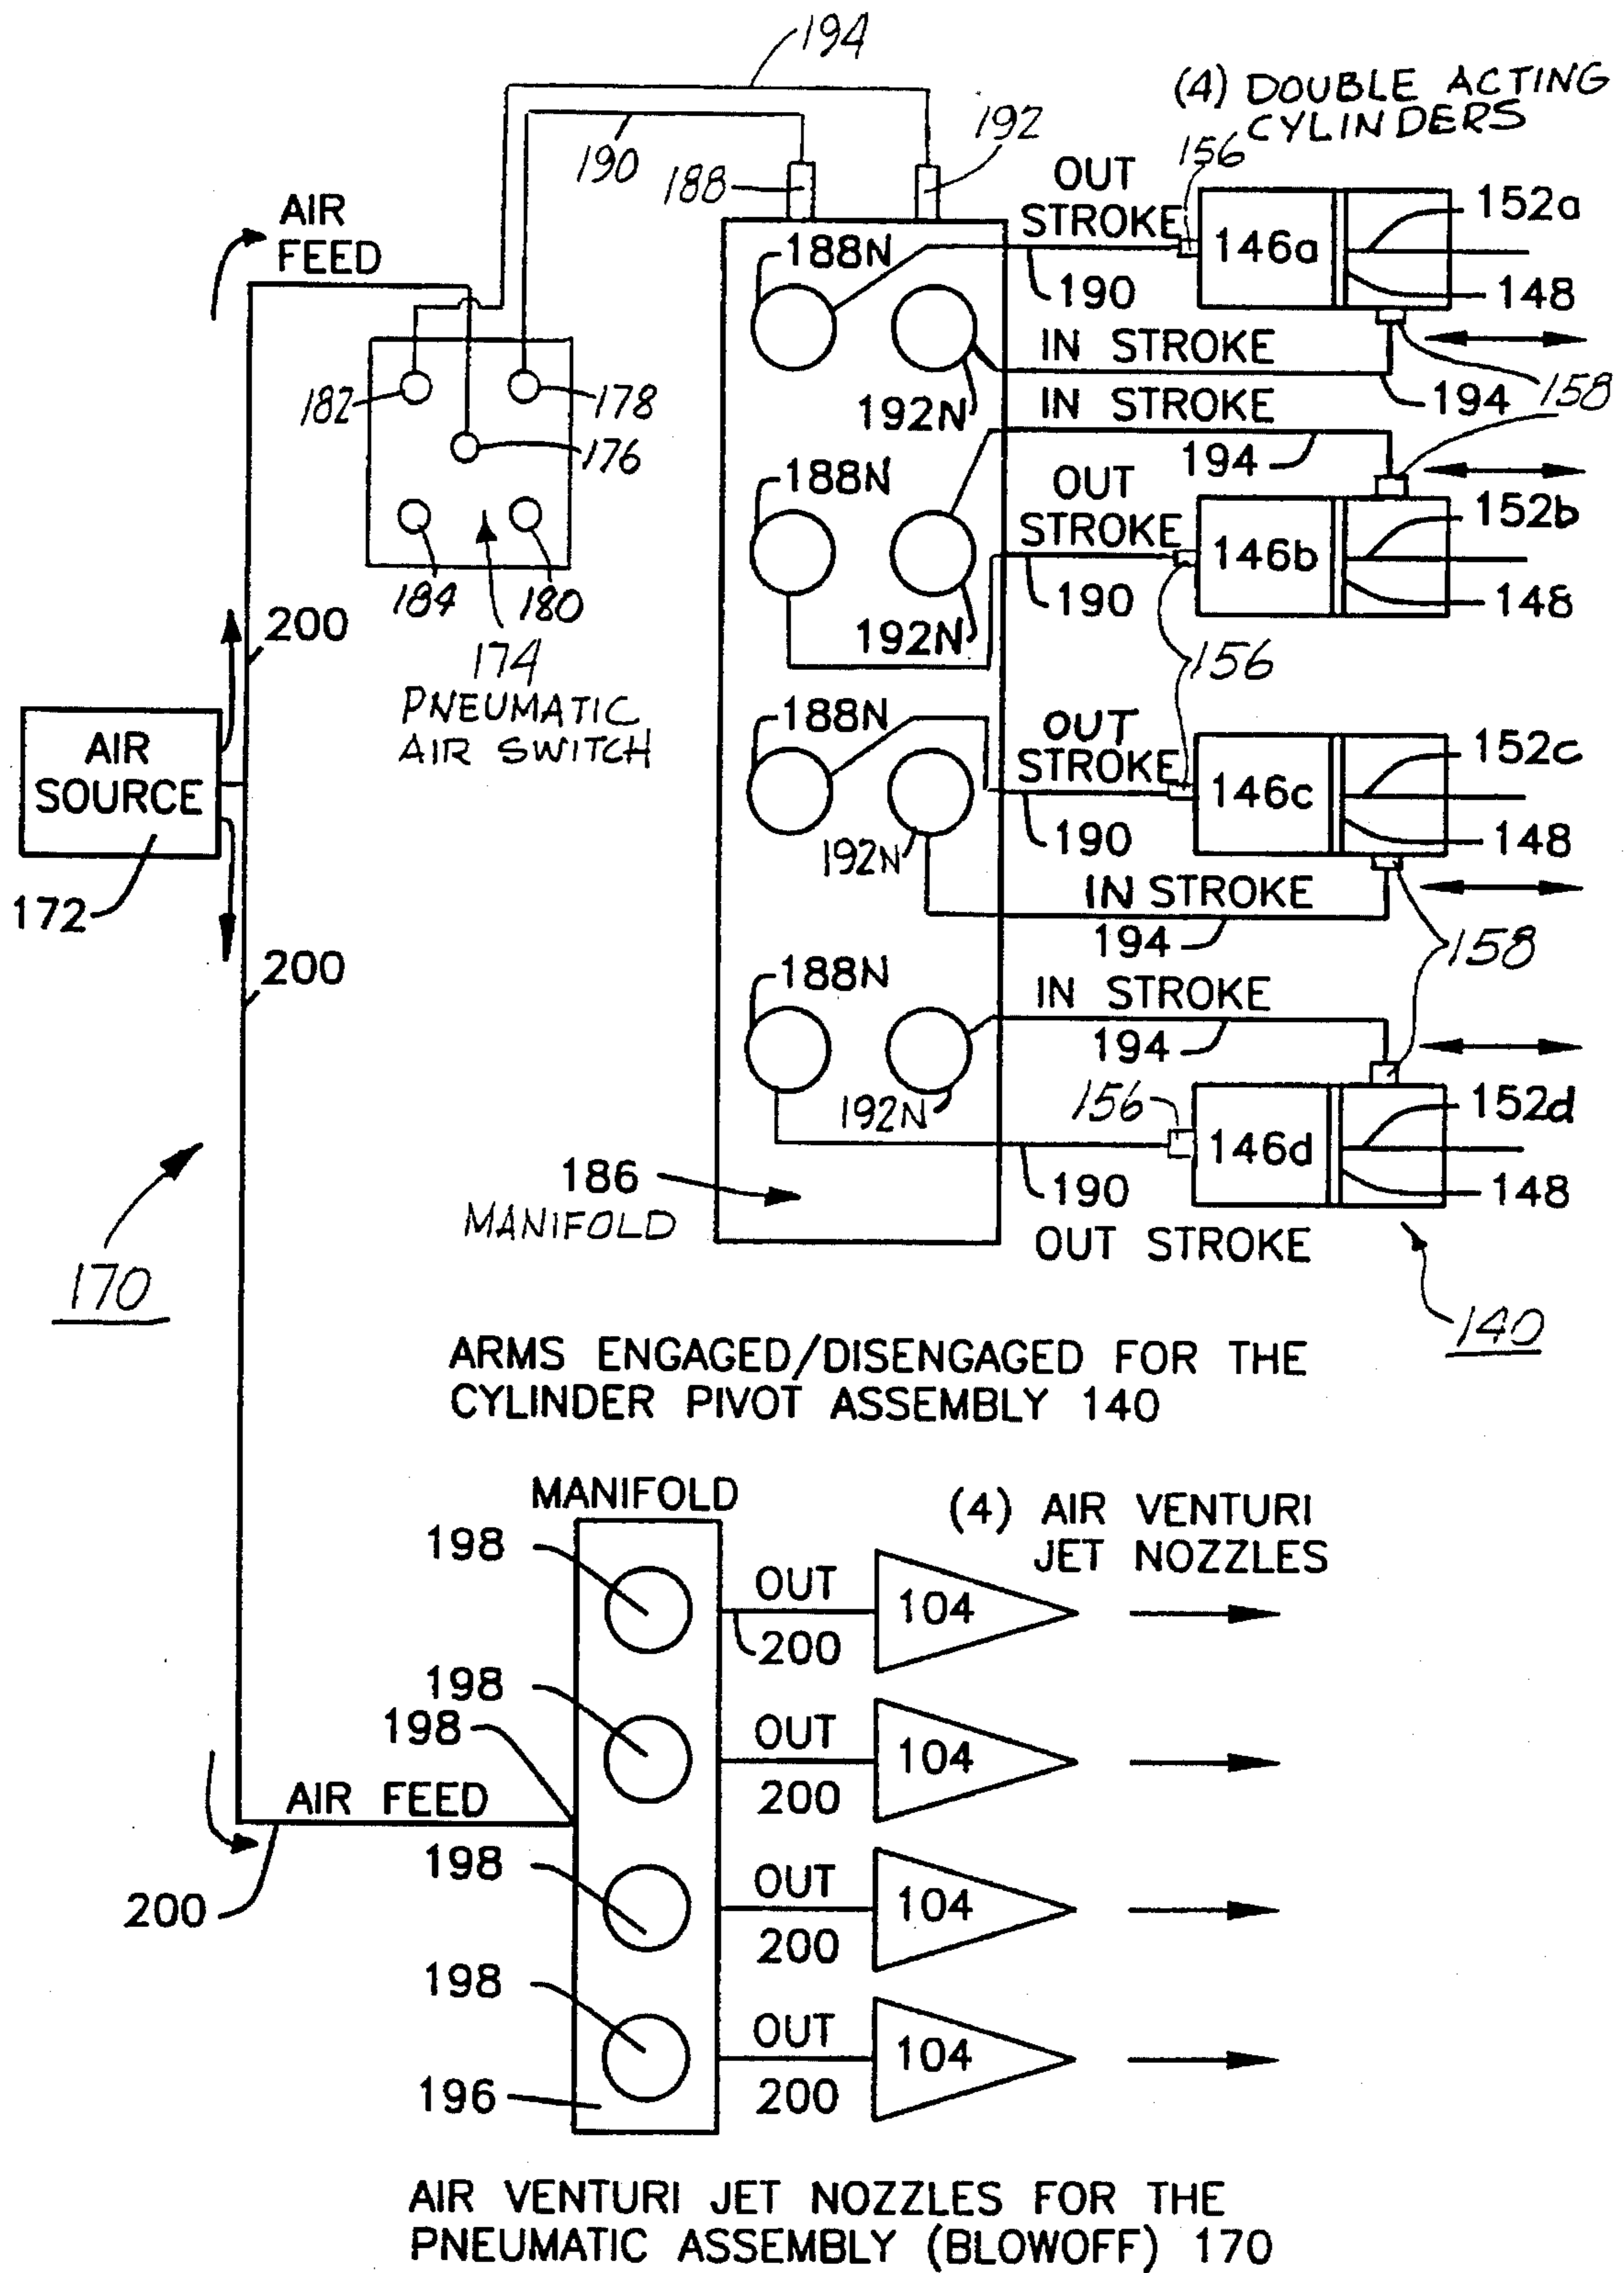 194
(4) DOUBLE ACTING
CYLINDERS
190
188
192
156
OUT
STROKE
146a
152a
148
AIR
FEED
188N
190
IN STROKE
192N
194
158
182
178
176
IN STROKE
194
188N
OUT
STROKE
146b
152b
148
190
192N
184
180
174
PNEUMATIC
AIR SWITCH
200
156
188N
OUT
STROKE
146c
152c
148
AIR
SOURCE
172
190
192N
IN STROKE
194
158
200
188N
IN STROKE
194
192N
156
146d
152d
148
186
MANIFOLD
190
OUT STROKE
170
140
ARMS ENGAGED/DISENGAGED FOR THE
CYLINDER PIVOT ASSEMBLY 140
MANIFOLD
(4) AIR VENTURI
JET NOZZLES
198
OUT
104
200
198
198
OUT
104
200
AIR FEED
200
198
OUT
104
200
198
OUT
104
200
196
AIR VENTURI JET NOZZLES FOR THE
PNEUMATIC ASSEMBLY (BLOWOFF) 170